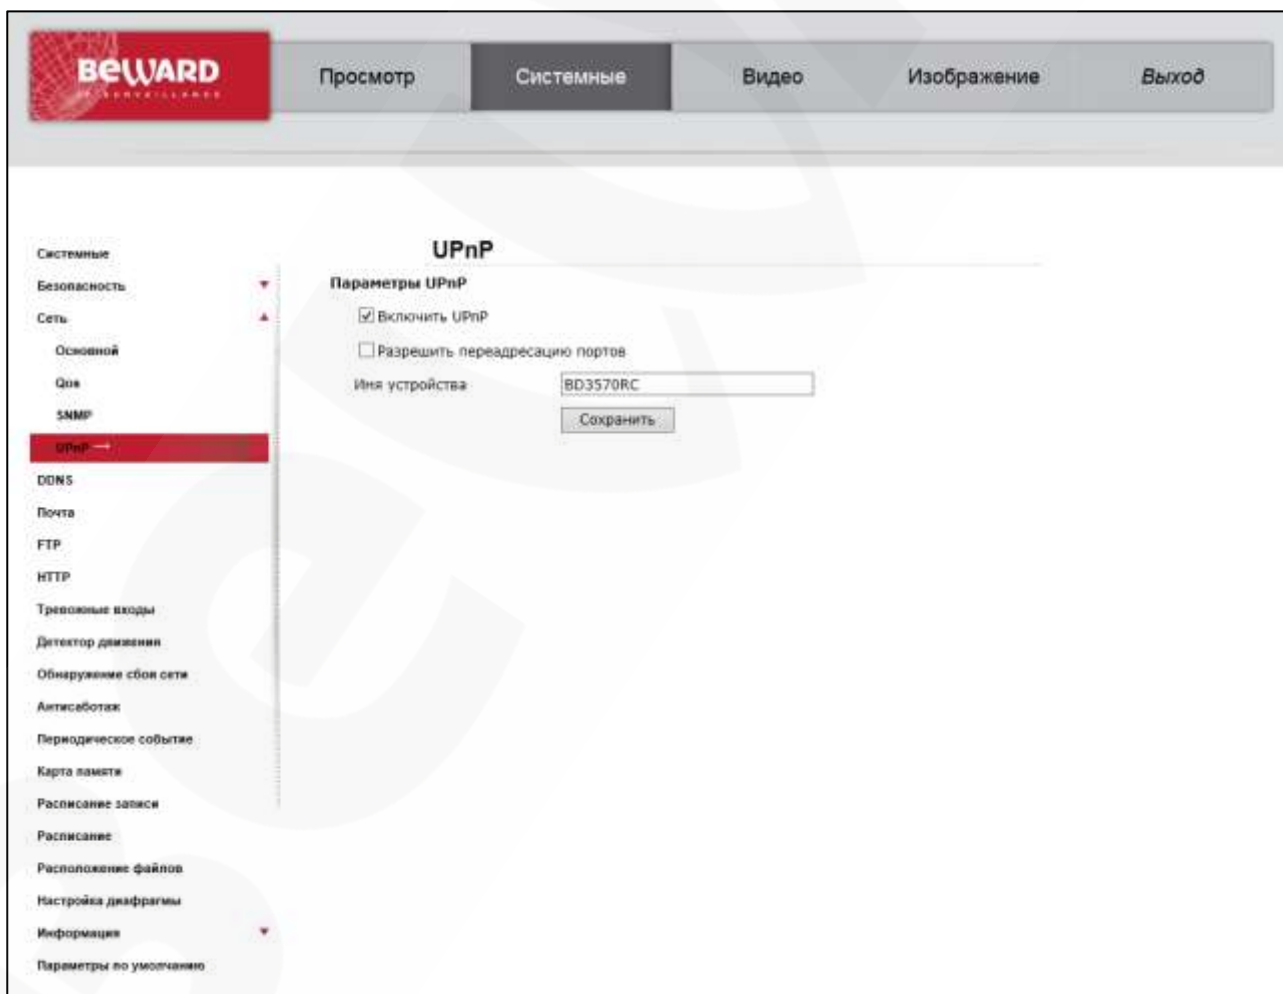 BEWARD
IP SURVEILLANCE
Просмотр
Системные
Видео
Изображение
Выход
UPnP
Системные
Безопасность
Сеть
Основной
Qos
SNMP
UPnP
DDNS
Почта
FTP
HTTP
Тревожные входы
Детектор движения
Обнаружение сбоя сети
Антисаботаж
Периодическое событие
Карта памяти
Расписание записи
Расписание
Расположение файлов
Настройка диафрагмы
Информация
Параметры по умолчанию
Параметры UPnP
Включить UPnP
Разрешить переадресацию портов
Имя устройства BD3570RC
Сохранить